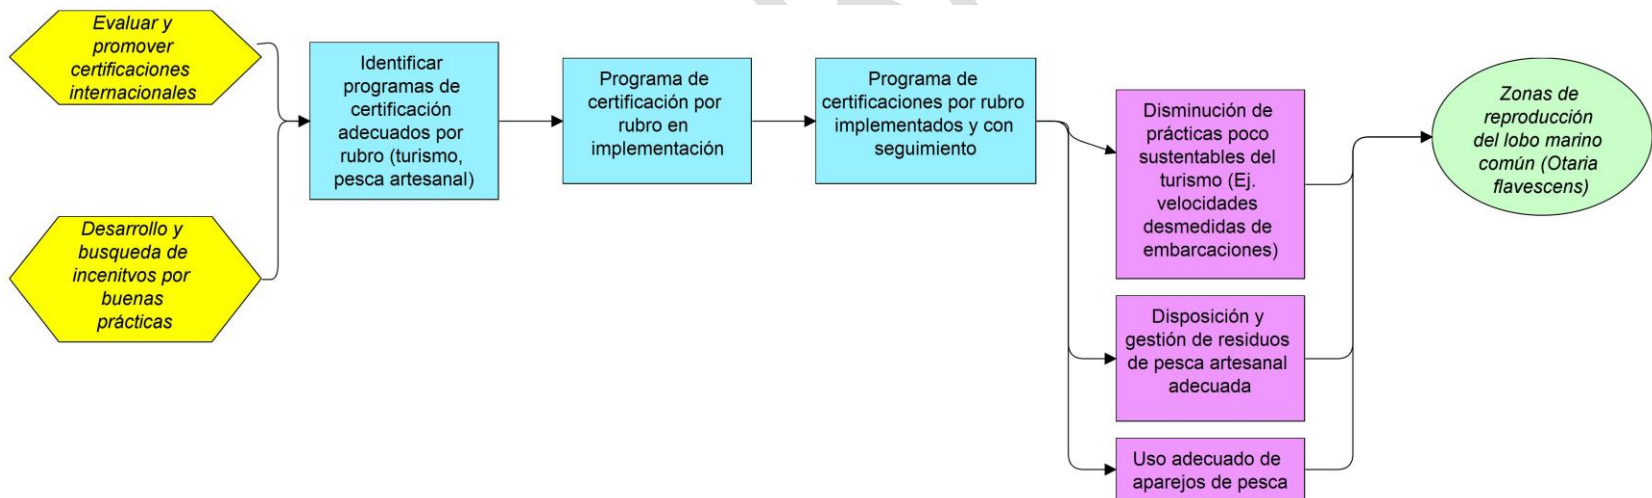 Evaluar y
promover
certificaciones
internacionales
Desarrollo y
busqueda de
incenitvos por
buenas
prácticas
Identificar
programas de
certificación
adecuados por
rubro (turismo,
pesca artesanal)
Programa de
certificación por
rubro en
implementación
Programa de
certificaciones por rubro
implementados y con
seguimiento
Disminución de
prácticas poco
sustentables del
turismo (Ej.
velocidades
desmedidas de
embarcaciones)
Disposición y
gestión de residuos
de pesca artesanal
adecuada
Uso adecuado de
aparejos de pesca
Zonas de
reproducción
del lobo marino
común (Otaria
flavescens)